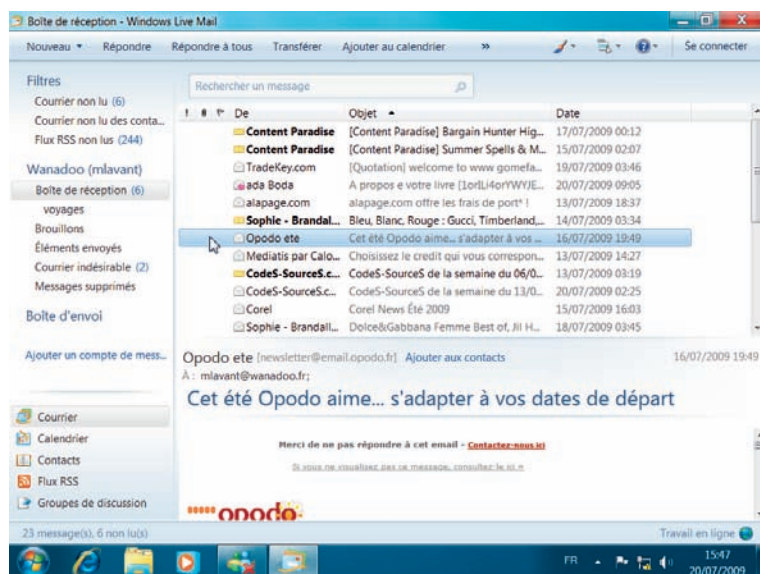 Boîte de réception - Windows Live Mail
Nouveau Répondre Répondre à tous Transférer Ajouter au calendrier » Se connecter
Filtres
Courrier non lu (6)
Courrier non lu des conta...
Flux RSS non lus (244)
Wanadoo (mlavant)
Boîte de réception (6)
voyages
Brouillons
Éléments envoyés
Courrier indésirable (2)
Messages supprimés
Boîte d'envoi
Ajouter un compte de mess...
Courrier
Calendrier
Contacts
Flux RSS
Groupes de discussion
Rechercher un message
De Objet Date
Content Paradise [Content Paradise] Bargain Hunter Hig... 17/07/2009 00:12
Content Paradise [Content Paradise] Summer Spells & M... 15/07/2009 02:07
TradeKey.com [Quotation] welcome to www gomefa... 19/07/2009 03:46
ada Boda A propos e votre livre 20/07/2009 09:05
alapage.com alapage.com offre les frais de port* ! 13/07/2009 18:37
Sophie - Brandal... Bleu, Blanc, Rouge : Gucci, Timberland,... 14/07/2009 03:34
Opodo ete Cet été Opodo aime... s'adapter à vos ... 16/07/2009 19:49
Mediatis par Calo... Choisissez le credit qui vous correspon... 13/07/2009 14:27
CodeS-SourceS.c... CodeS-SourceS de la semaine du 06/0... 13/07/2009 03:19
CodeS-SourceS.c... CodeS-SourceS de la semaine du 13/0... 20/07/2009 02:25
Corel Corel News Été 2009 15/07/2009 16:03
Sophie - Brandall... Dolce&Gabbana Femme Best of, Jil H... 18/07/2009 03:45
Opodo ete [newsletter@email.opodo.fr] Ajouter aux contacts 16/07/2009 19:49
À : mlavant@wanadoo.fr;
Cet été Opodo aime... s'adapter à vos dates de départ
Merci de ne pas répondre à cet email - Contactez-nous ici
Si vous ne visualisez pas ce message, consultez le ici
opodo
23 message(s), 6 non lu(s) Travail en ligne
FR 15:47
20/07/2009